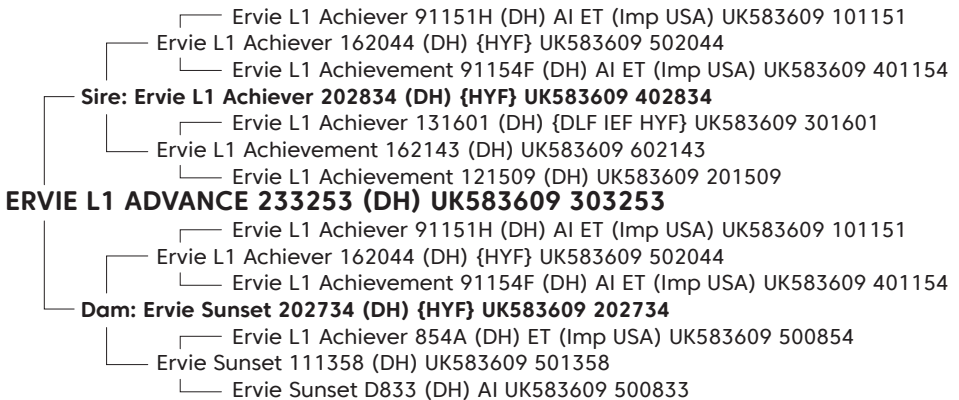 Ervie L1 Achiever 91151H (DH) AI ET (Imp USA) UK583609 101151
Ervie L1 Achiever 162044 (DH) {HYF} UK583609 502044
Ervie L1 Achievement 91154F (DH) AI ET (Imp USA) UK583609 401154
Sire: Ervie L1 Achiever 202834 (DH) {HYF} UK583609 402834
Ervie L1 Achiever 131601 (DH) {DLF IEF HYF} UK583609 301601
Ervie L1 Achievement 162143 (DH) UK583609 602143
Ervie L1 Achievement 121509 (DH) UK583609 201509
ERVIE L1 ADVANCE 233253 (DH) UK583609 303253
Ervie L1 Achiever 91151H (DH) AI ET (Imp USA) UK583609 101151
Ervie L1 Achiever 162044 (DH) {HYF} UK583609 502044
Ervie L1 Achievement 91154F (DH) AI ET (Imp USA) UK583609 401154
Dam: Ervie Sunset 202734 (DH) {HYF} UK583609 202734
Ervie L1 Achiever 854A (DH) ET (Imp USA) UK583609 500854
Ervie Sunset 111358 (DH) UK583609 501358
Ervie Sunset D833 (DH) AI UK583609 500833